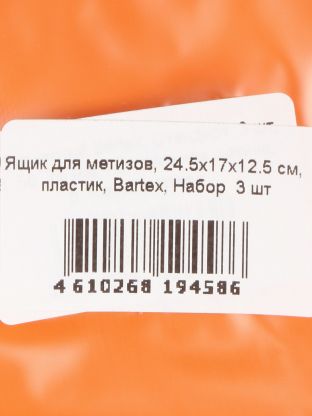 Ящик для метизов, 24.5х17х12.5 см,
пластик, Bartex, Набор 3 шт
4 610268 194586